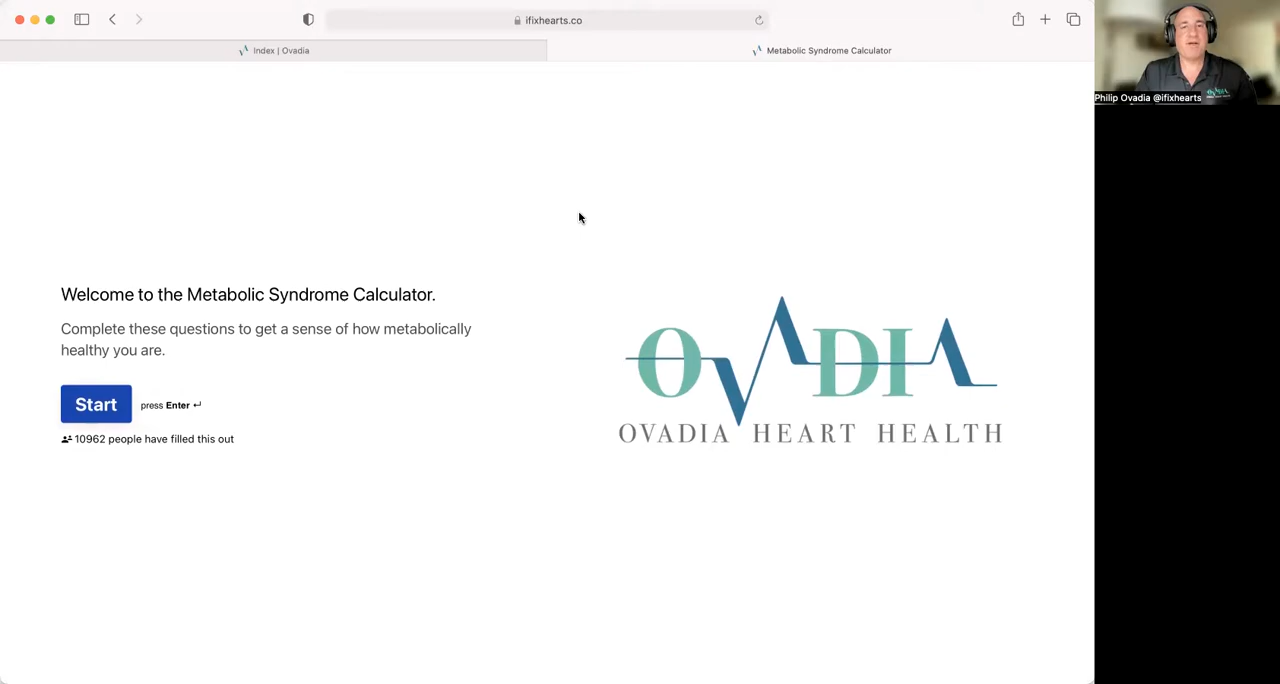 ifixhearts.co
Index | Ovadia
Metabolic Syndrome Calculator
Philip Ovadia @ifixhearts
OVADIA
Welcome to the Metabolic Syndrome Calculator.
Complete these questions to get a sense of how metabolically
healthy you are.
Start
press Enter ↵
10962 people have filled this out
OVADIA
OVADIA HEART HEALTH